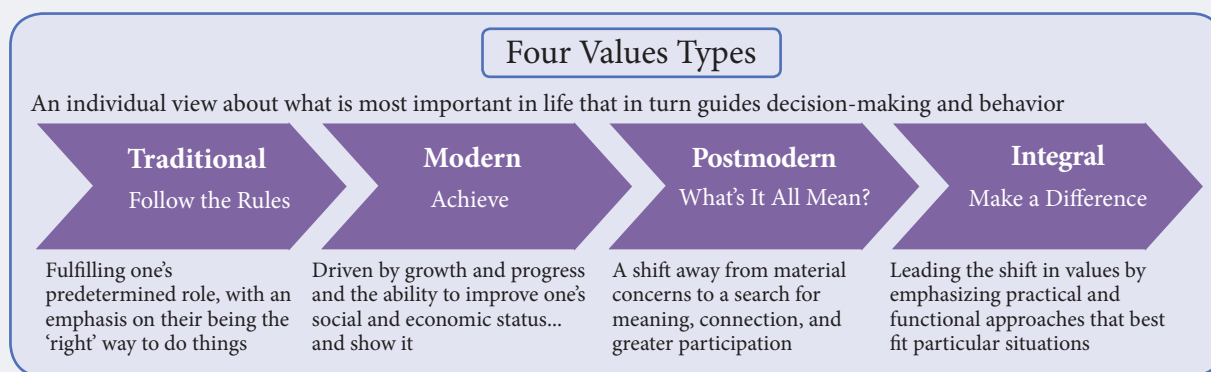 Four Values Types
An individual view about what is most important in life that in turn guides decision-making and behavior
Traditional
Follow the Rules
Modern
Achieve
Postmodern
What's It All Mean?
Integral
Make a Difference
Fulfilling one's
predetermined role, with an
emphasis on their being the
'right' way to do things
Driven by growth and progress
and the ability to improve one's
social and economic status...
and show it
A shift away from material
concerns to a search for
meaning, connection, and
greater participation
Leading the shift in values by
emphasizing practical and
functional approaches that best
fit particular situations